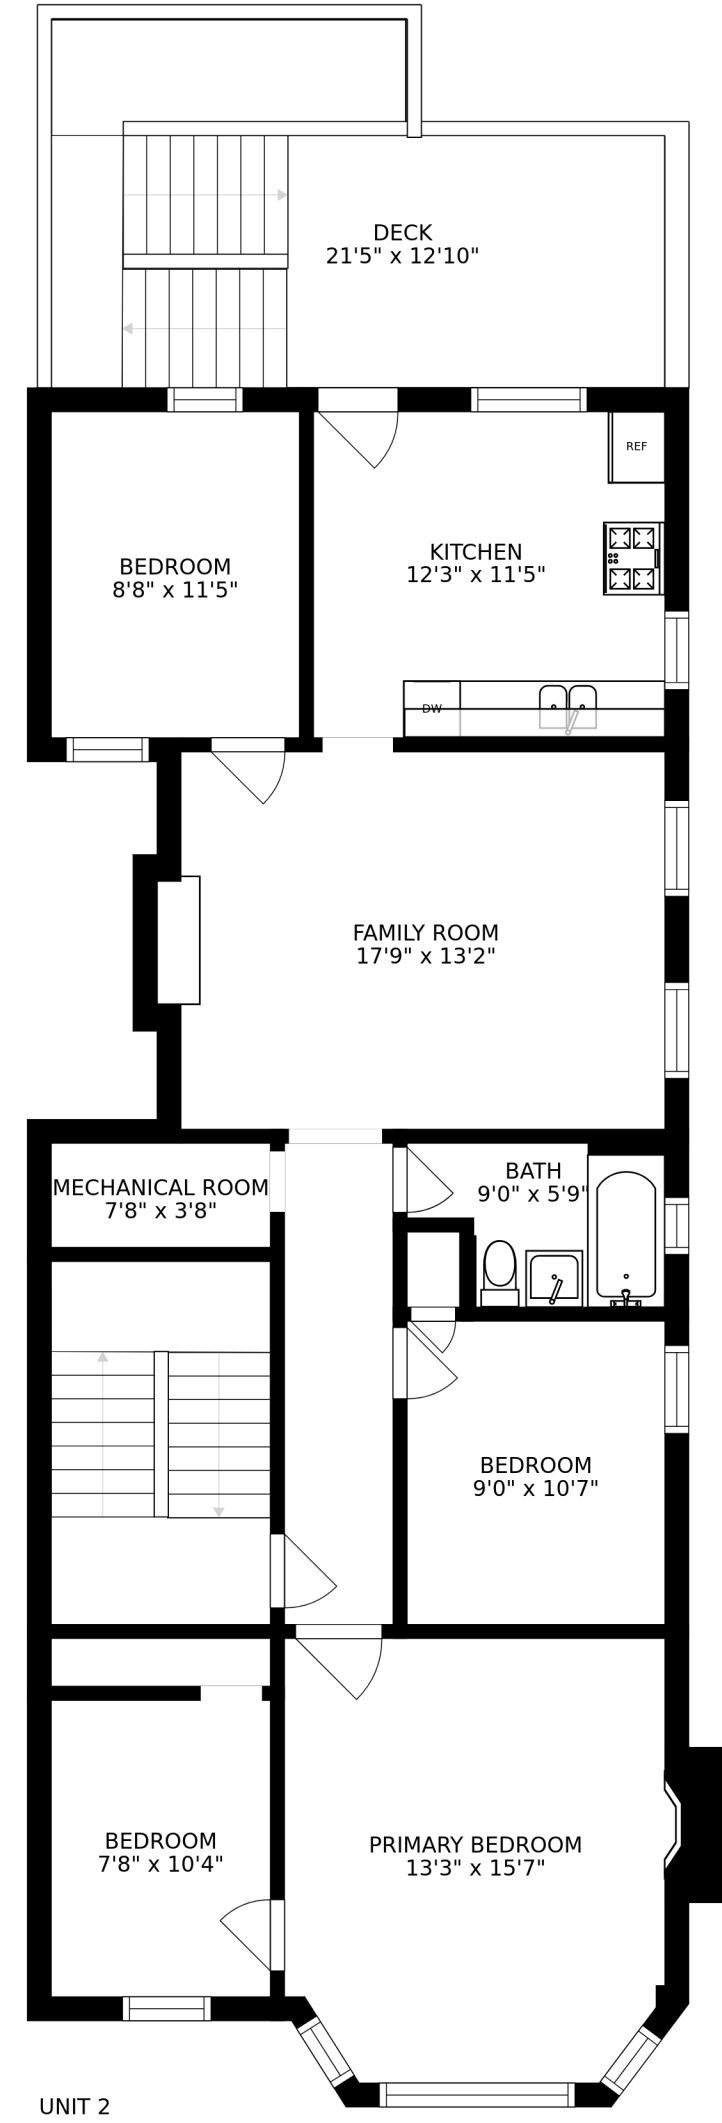 DECK
21'5" x 12'10"
REF
KITCHEN
12'3" x 11'5"
BEDROOM
8'8" x 11'5"
DW
FAMILY ROOM
17'9" x 13'2"
MECHANICAL ROOM
7'8" x 3'8"
BATH
9'0" x 5'9"
BEDROOM
9'0" x 10'7"
BEDROOM
7'8" x 10'4"
PRIMARY BEDROOM
13'3" x 15'7"
UNIT 2